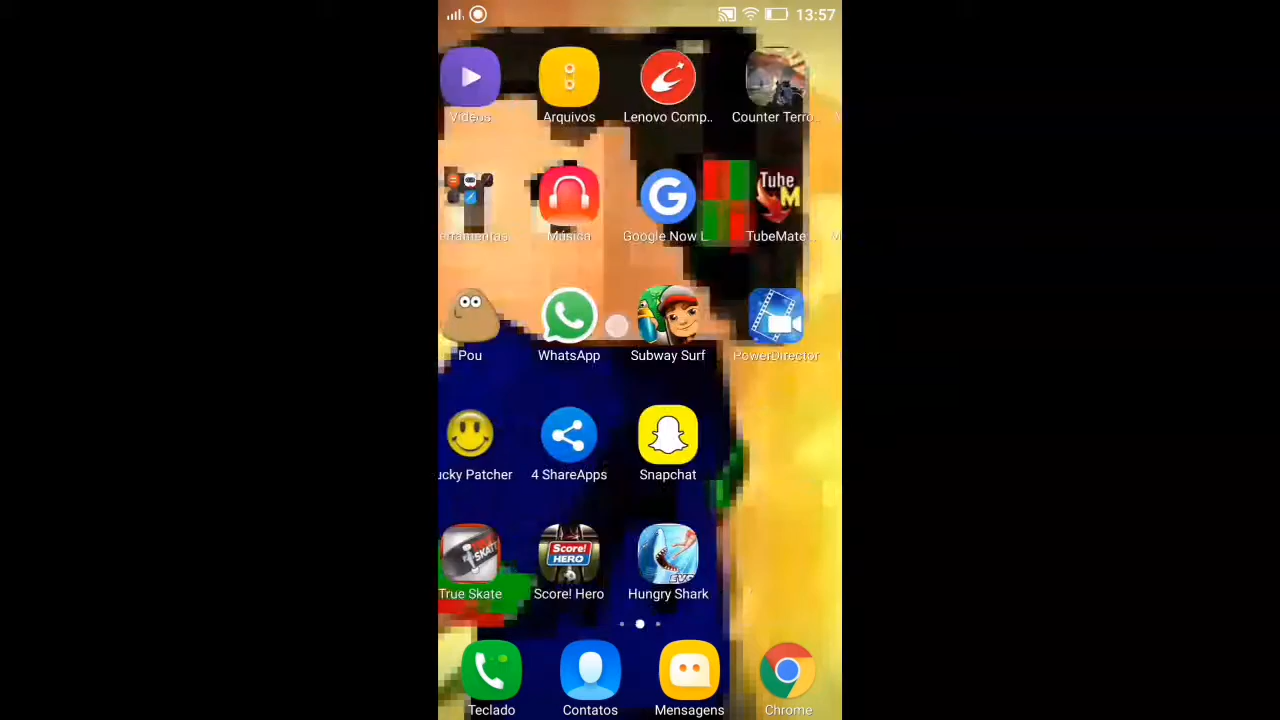 13:57
Vídeos Arquivos Lenovo Comp.. Counter Terro..
erramentas Música Google Now L TubeMate ..
Tube
M
Pou WhatsApp Subway Surf PowerDirector
ucky Patcher 4 ShareApps Snapchat
SKATE
Score!
HERO
EVO
True Skate Score! Hero Hungry Shark
Teclado Contatos Mensagens Chrome